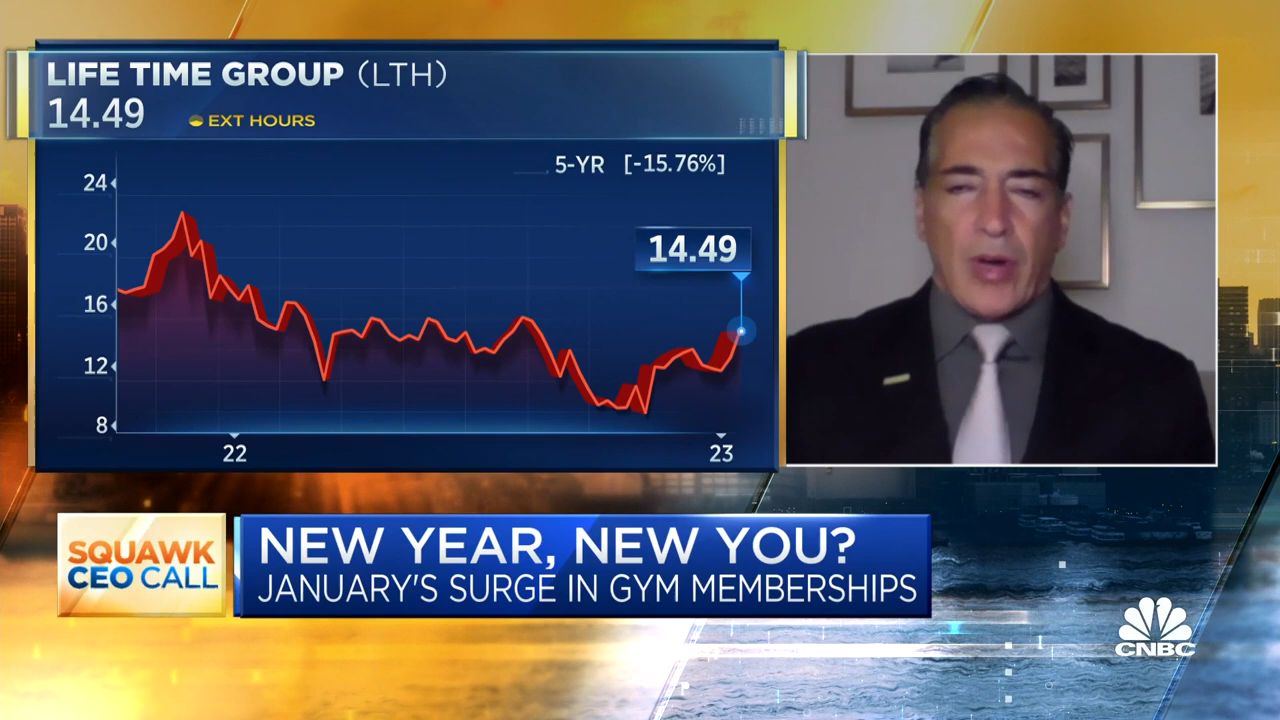 LIFE TIME GROUP (LTH)
14.49 EXT HOURS
5-YR [-15.76%]
24
20
16
12
8
14.49
22
23
SQUAWK
CEO CALL
NEW YEAR, NEW YOU?
JANUARY'S SURGE IN GYM MEMBERSHIPS
CNBC